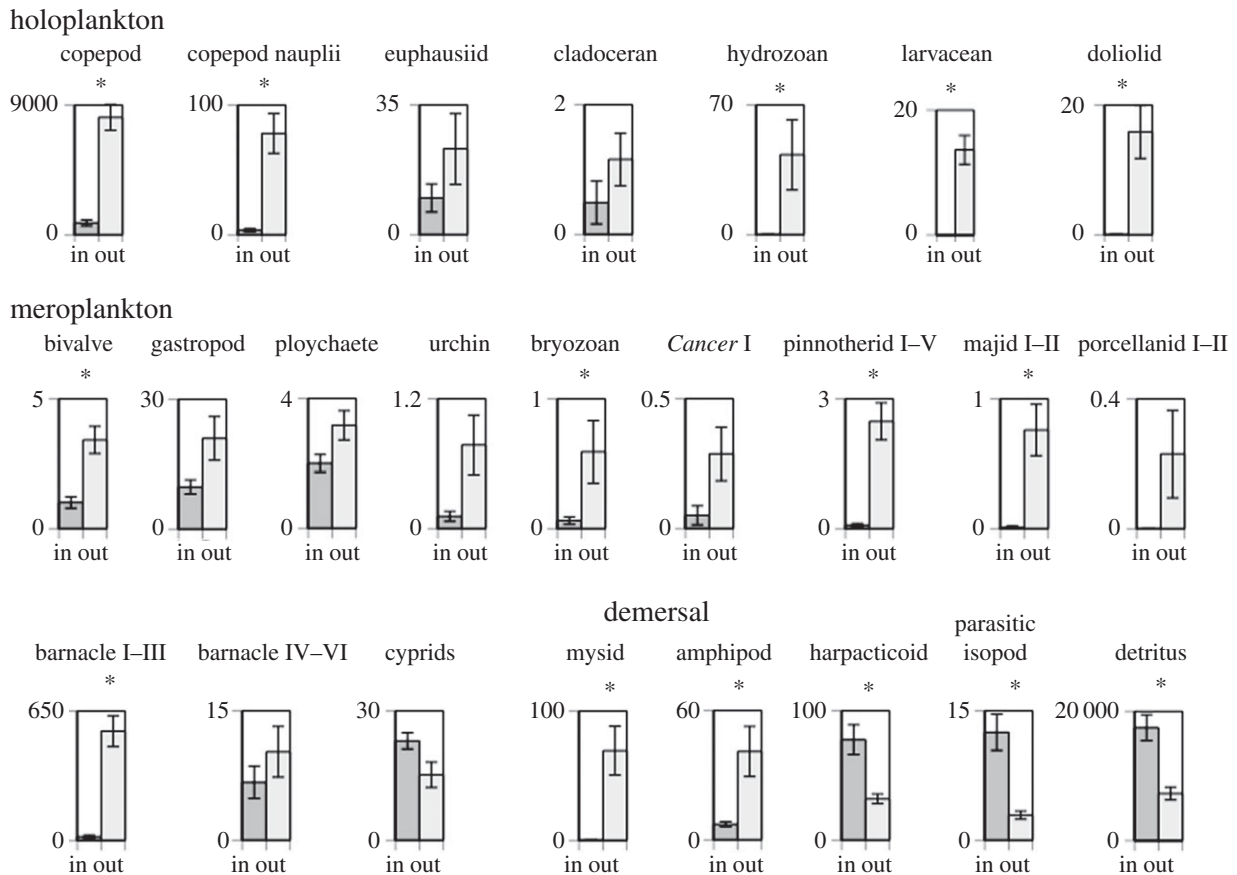 holoplankton
copepod copepod nauplii euphausiid cladoceran hydrozoan larvacean doliolid
* * * * *
9000 100 35 2 70 20 20
0 0 0 0 0 0 0
in out in out in out in out in out in out in out
meroplankton
bivalve gastropod ploychaete urchin bryozoan Cancer I pinnotherid I–V majid I–II porcellanid I–II
* * * *
5 30 4 1.2 1 0.5 3 1 0.4
0 0 0 0 0 0 0 0 0
in out in out in out in out in out in out in out in out in out
demersal
barnacle I–III barnacle IV–VI cyprids mysid amphipod harpacticoid parasitic isopod detritus
* * * * * *
650 15 30 100 60 100 15 20 000
0 0 0 0 0 0 0 0
in out in out in out in out in out in out in out in out